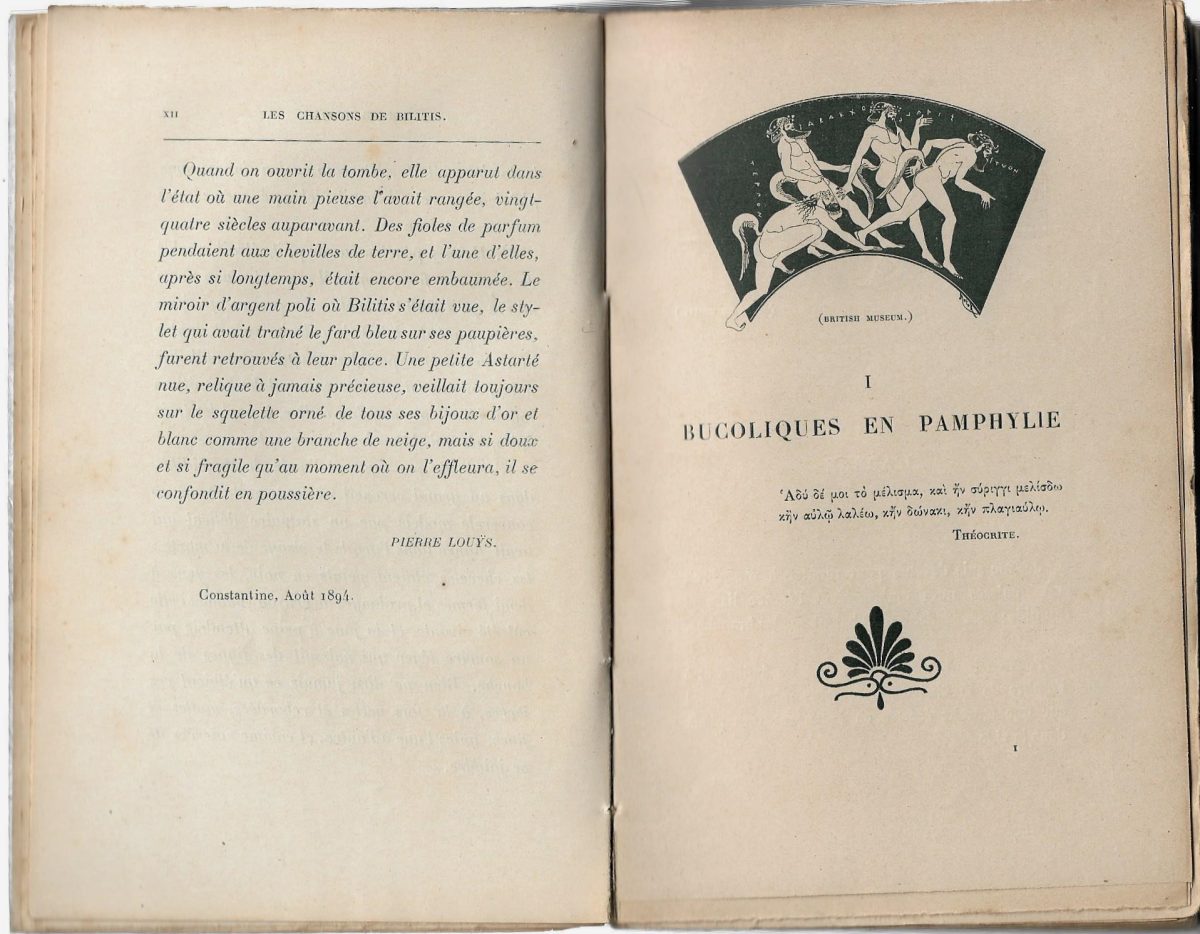 XII
LES CHANSONS DE BILITIS.
Quand on ouvrit la tombe, elle apparut dans
l'état où une main pieuse l'avait rangée, vingt-
quatre siècles auparavant. Des fioles de parfum
pendaient aux chevilles de terre, et l'une d'elles,
après si longtemps, était encore embaumée. Le
miroir d'argent poli où Bilitis s'était vue, le sty-
let qui avait traîné le fard bleu sur ses paupières,
furent retrouvés à leur place. Une petite Astarté
nue, relique à jamais précieuse, veillait toujours
sur le squelette orné de tous ses bijoux d'or et
blanc comme une branche de neige, mais si doux
et si fragile qu'au moment où on l'effleura, il se
confondit en poussière.
PIERRE LOUŸS.
Constantine, Août 1894.
(BRITISH MUSEUM.)
I
BUCOLIQUES EN PAMPHYLIE
Ἁδὺ δέ μοι τὸ μέλισμα, καὶ ἢν σύριγγι μελίσδω
κἢν αὐλῷ λαλέω, κἢν δώνακι, κἢν πλαγιαύλῳ.
THÉOCRITE.
1